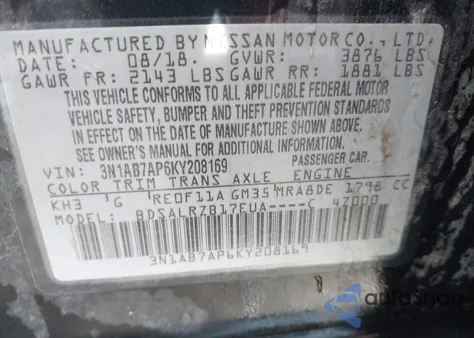 MANUFACTURED BY NISSAN MOTOR CO., LTD.
DATE: 08/18. GVWR: 3876 LBS
GAWR FR: 2143 LBS GAWR RR: 1881 LBS
THIS VEHICLE CONFORMS TO ALL APPLICABLE FEDERAL MOTOR
VEHICLE SAFETY, BUMPER AND THEFT PREVENTION STANDARDS
IN EFFECT ON THE DATE OF MANUFACTURE SHOWN ABOVE.
SEE OWNER'S MANUAL FOR ADDITIONAL INFORMATION.
VIN: 3N1AB7AP6KY208169 PASSENGER CAR.
COLOR TRIM TRANS AXLE ENGINE
KH3 G RE0F11A GM35 MRA8DE 1798 CC
MODEL: BDSALRZB17EUA----C 4Z000
3N1AB7AP6KY208169
autoSnap